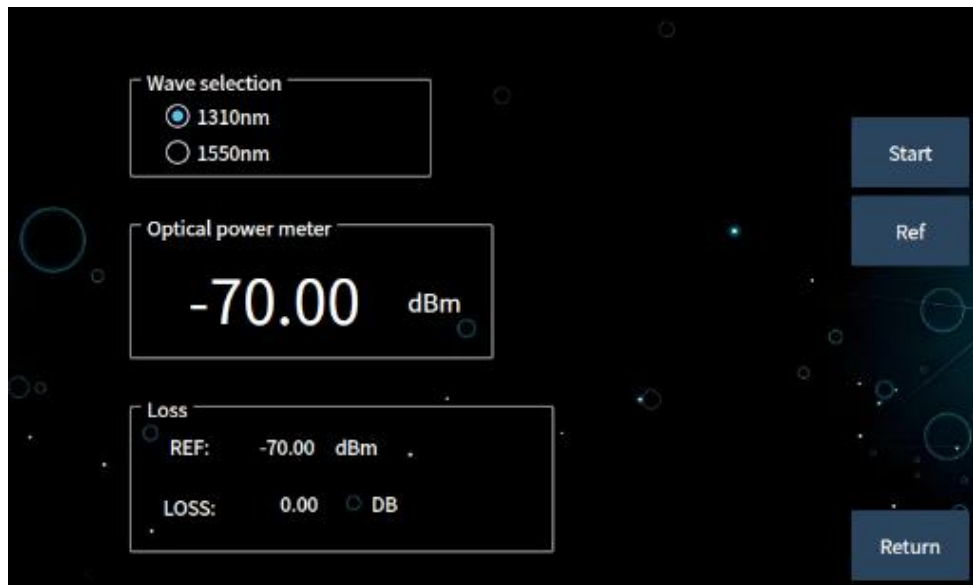 Wave selection
1310nm
1550nm
Start
Optical power meter
Ref
-70.00 dBm
Loss
REF: -70.00 dBm
LOSS: 0.00 DB
Return